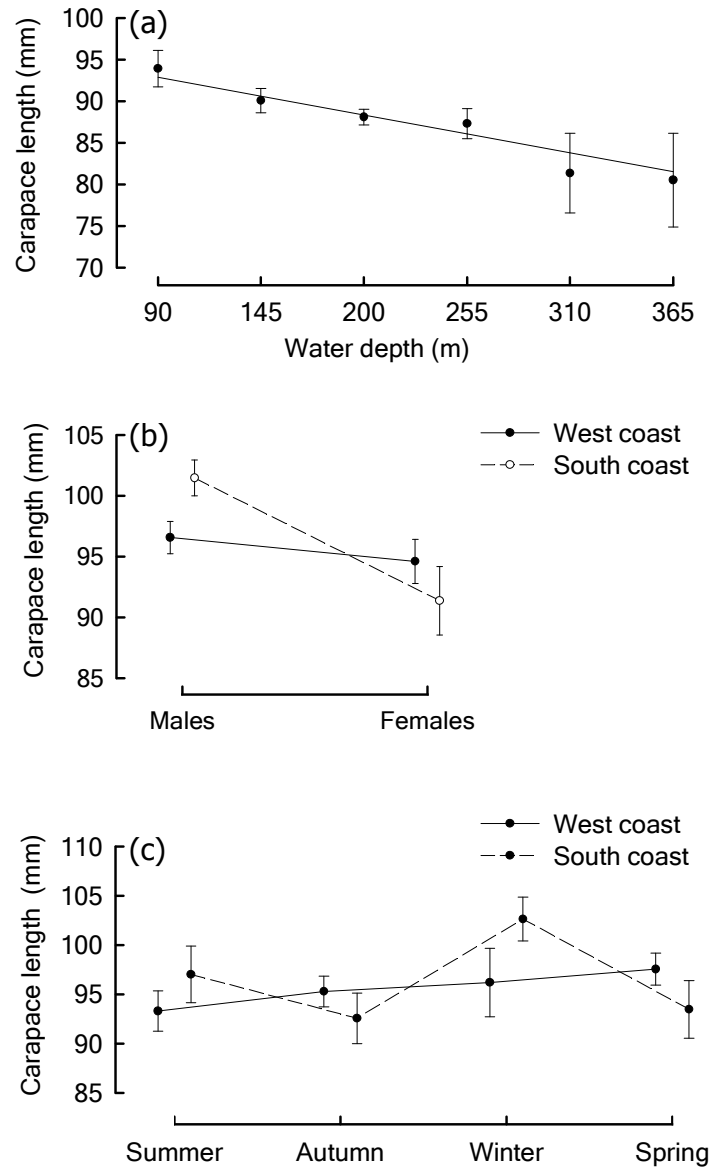 (a)
Carapace length (mm)
100
95
90
85
80
75
70
90 145 200 255 310 365
Water depth (m)
(b)
West coast
South coast
Carapace length (mm)
105
100
95
90
85
Males Females
(c)
West coast
South coast
Carapace length (mm)
110
105
100
95
90
85
Summer Autumn Winter Spring